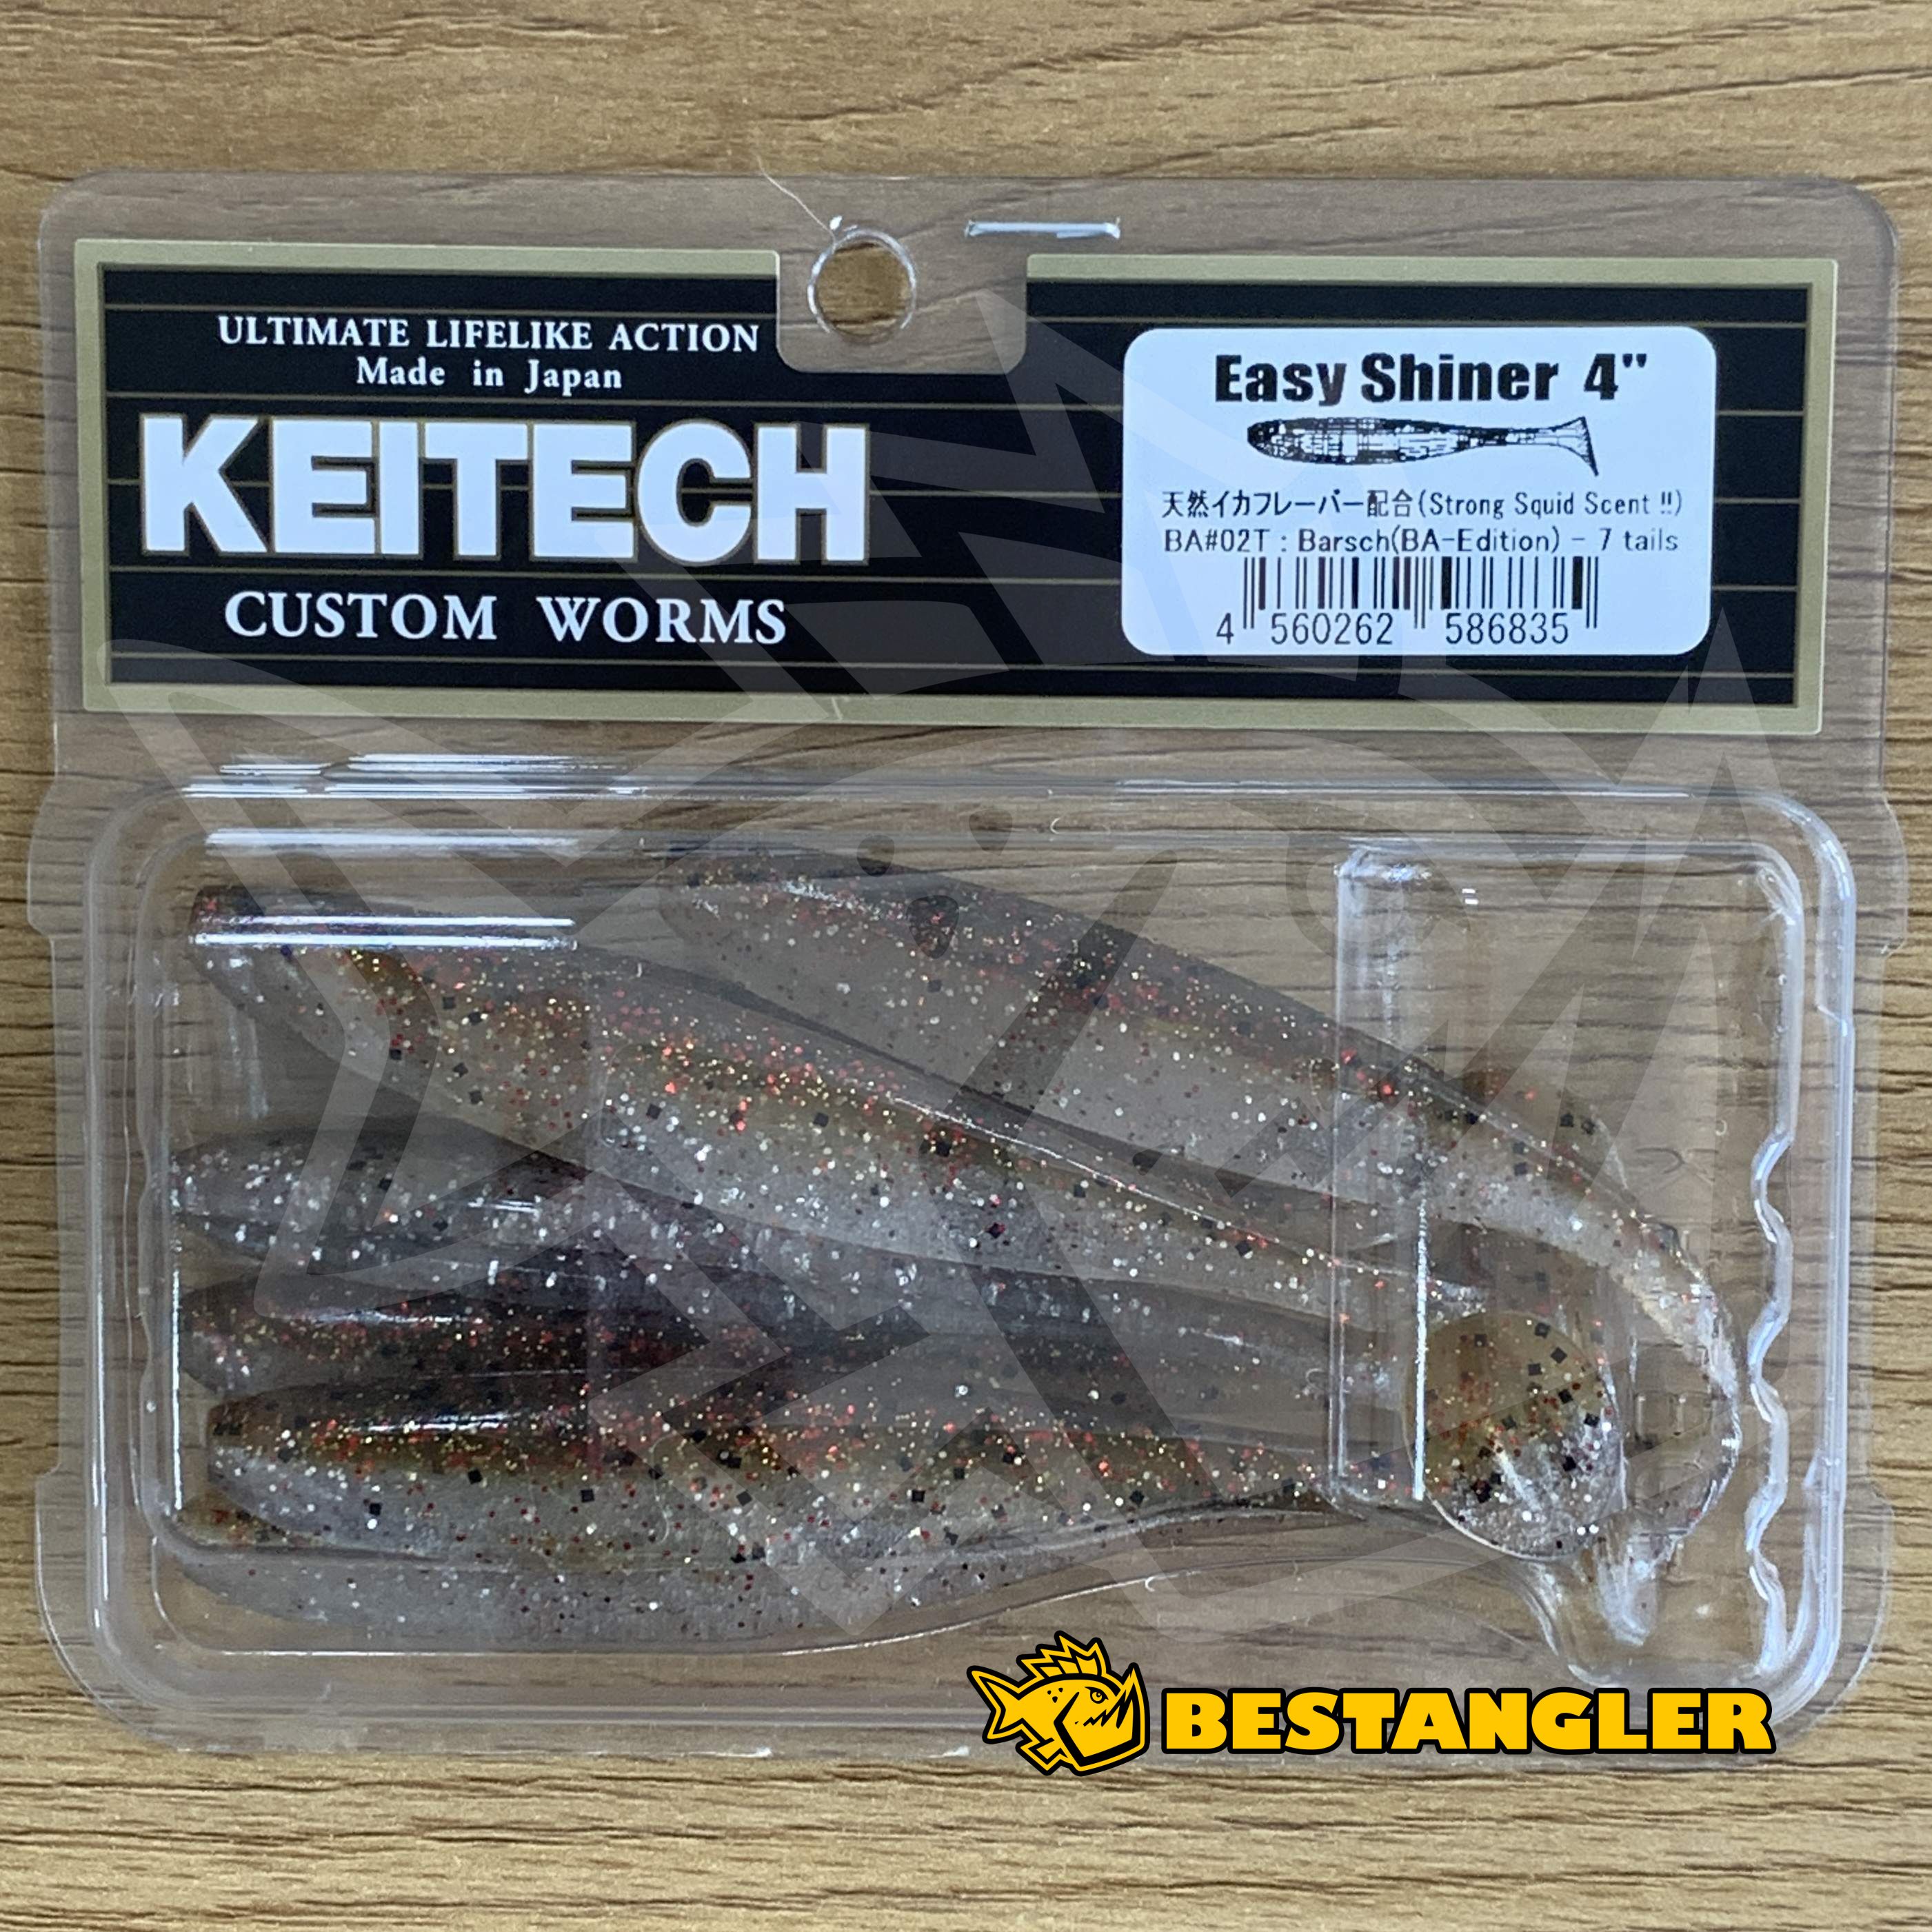 ULTIMATE LIFELIKE ACTION
Made in Japan
KEITECH
CUSTOM WORMS
Easy Shiner 4"
天然イカフレーバー配合(Strong Squid Scent !!)
BA#02T : Barsch(BA-Edition) - 7 tails
4 560262 586835
BESTANGLER